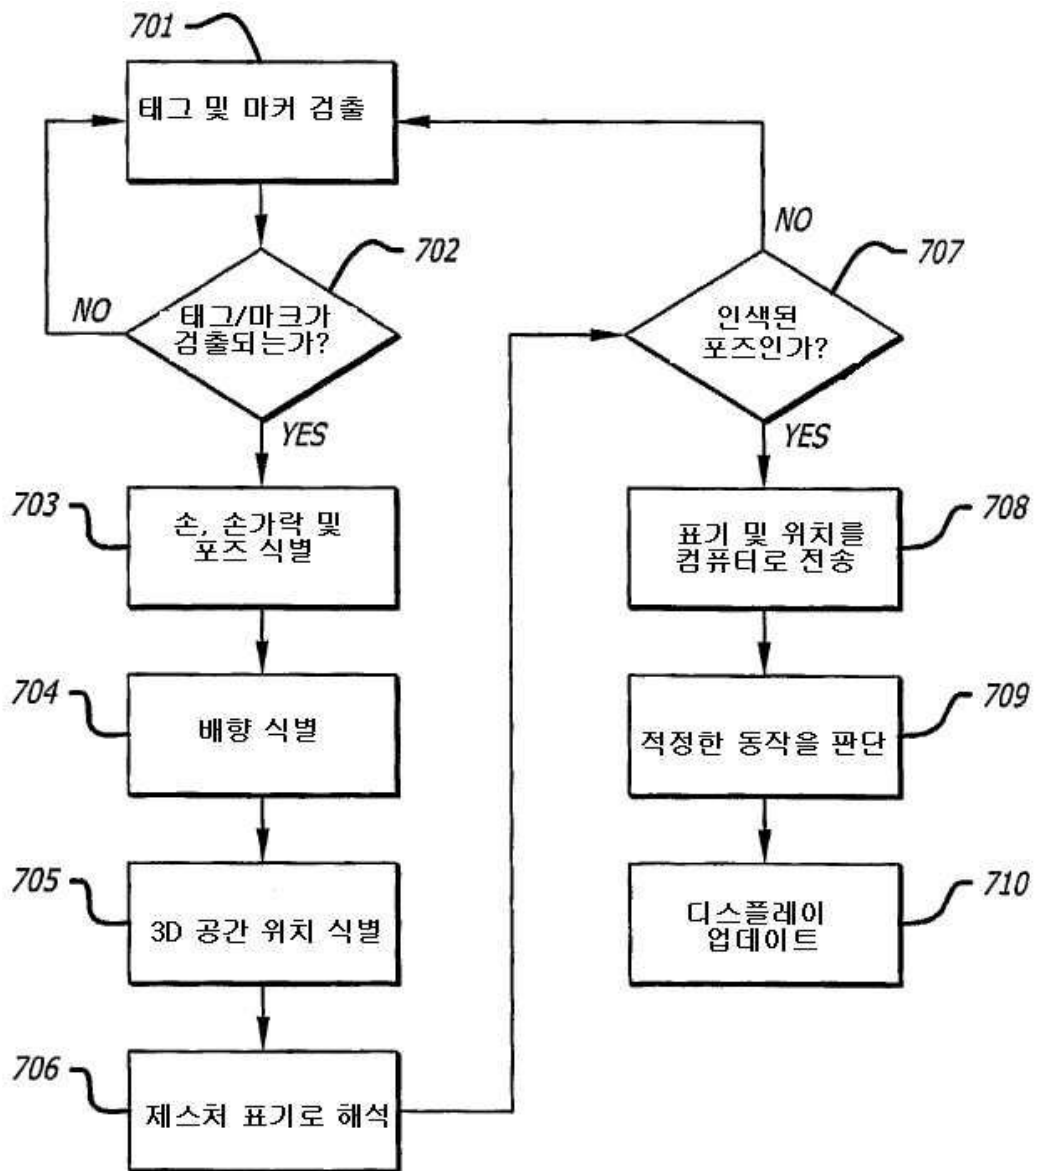 701
태그 및 마커 검출
702
태그/마크가
검출되는가?
NO
YES
703
손, 손가락 및
포즈 식별
704
배향 식별
705
3D 공간 위치 식별
706
제스처 표기로 해석
707
인색된
포즈인가?
NO
YES
708
표기 및 위치를
컴퓨터로 전송
709
적정한 동작을 판단
710
디스플레이
업데이트